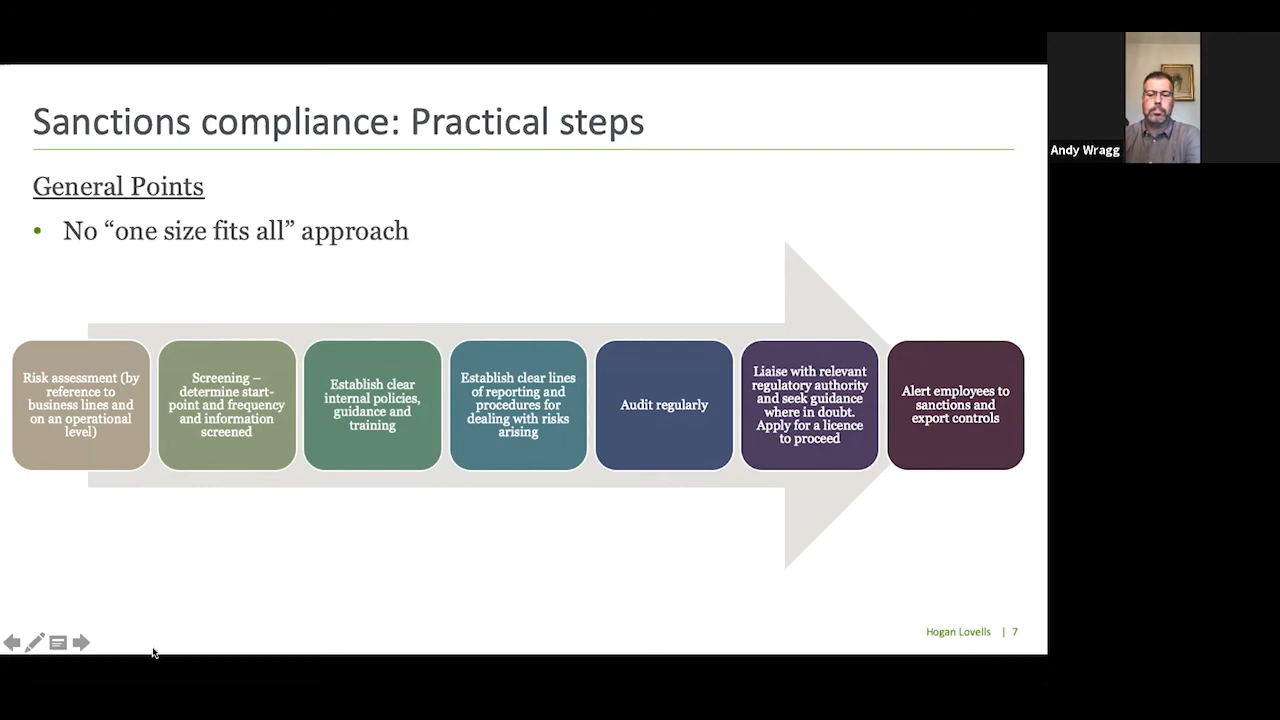 Sanctions compliance: Practical steps
General Points
• No “one size fits all” approach
Risk assessment (by
reference to
business lines and
on an operational
level)
Screening –
determine start-
point and frequency
and information
screened
Establish clear
internal policies,
guidance and
training
Establish clear lines
of reporting and
procedures for
dealing with risks
arising
Audit regularly
Liaise with relevant
regulatory authority
and seek guidance
where in doubt.
Apply for a licence
to proceed
Alert employees to
sanctions and
export controls
Hogan Lovells | 7
Andy Wragg